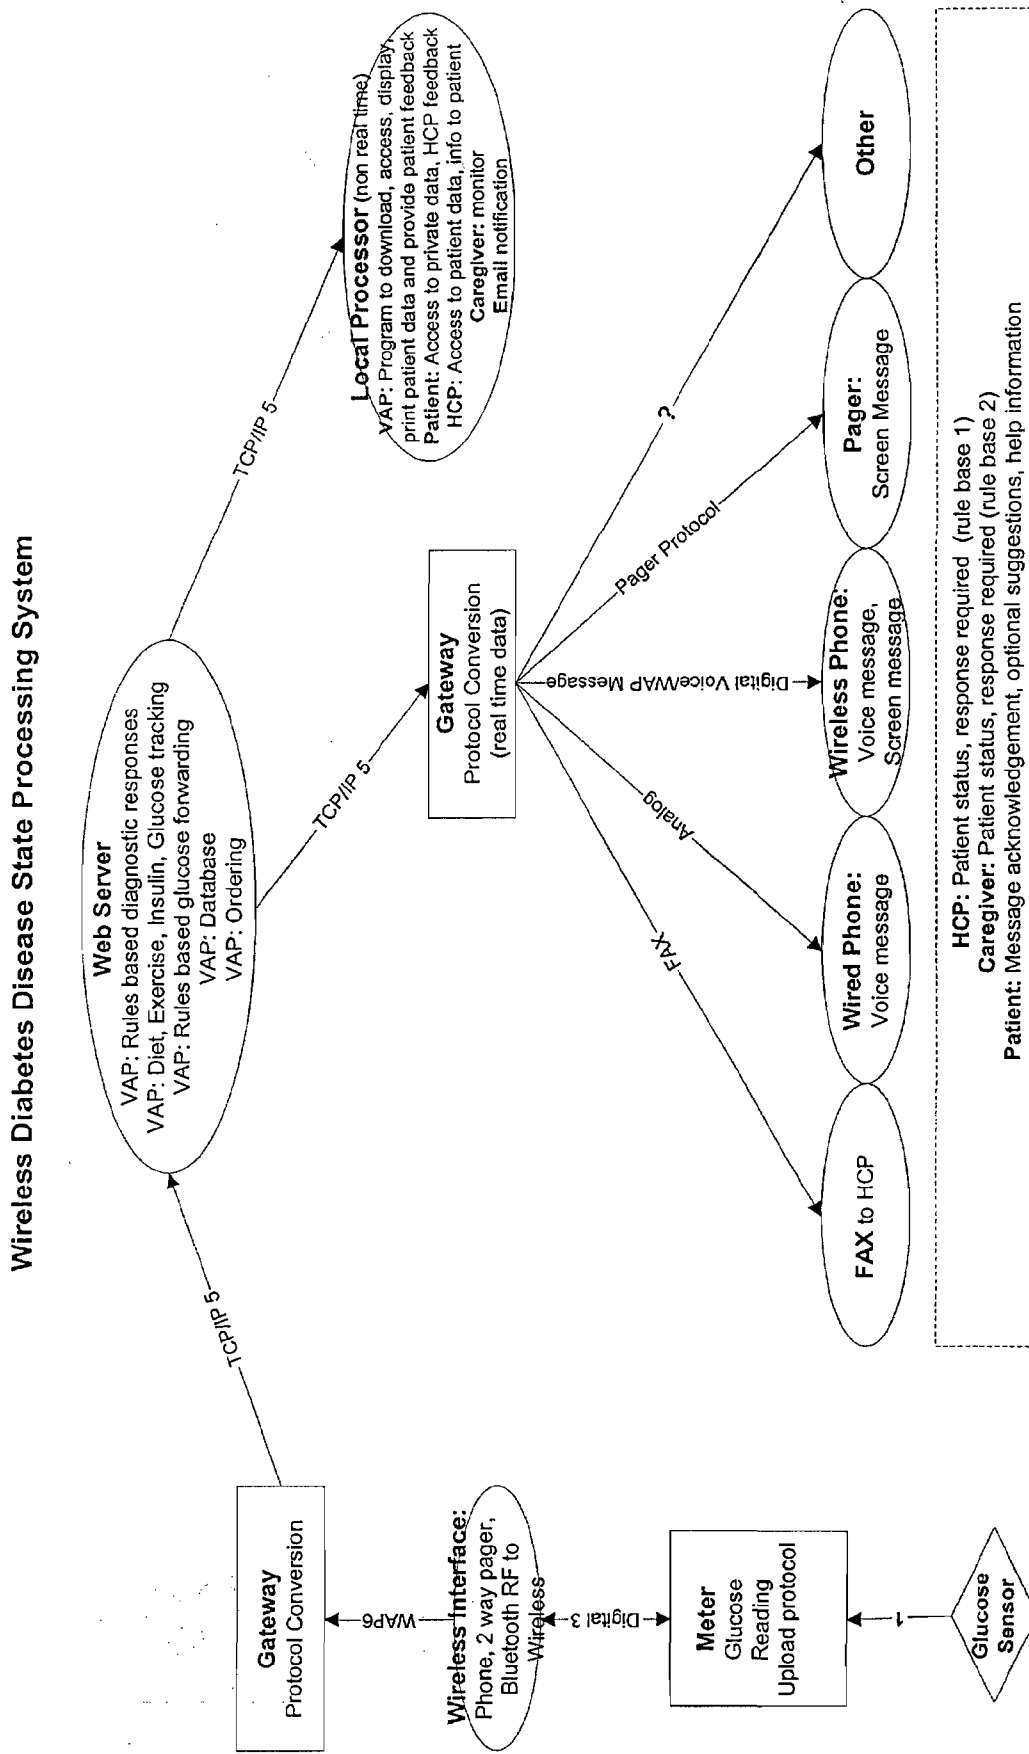 Wireless Diabetes Disease State Processing System
Web Server
VAP: Rules based diagnostic responses
VAP: Diet, Exercise, Insulin, Glucose tracking
VAP: Rules based glucose forwarding
VAP: Database
VAP: Ordering
TCP/IP 5
TCP/IP 5
TCP/IP 5
Gateway
Protocol Conversion
WAP6
Wireless Interface:
Phone, 2 way pager,
Bluetooth RF to
Wireless
Digital 3
Meter
Glucose
Reading
Upload protocol
1
Glucose
Sensor
Local Processor (non real time)
VAP: Program to download, access, display,
print patient data and provide patient feedback
Patient: Access to private data, HCP feedback
HCP: Access to patient data, info to patient
Caregiver: monitor
Email notification
Gateway
Protocol Conversion
(real time data)
FAX
Analog
Digital Voice/WAP Message
Pager Protocol
?
FAX to HCP
Wired Phone:
Voice message
Wireless Phone:
Voice message,
Screen message
Pager:
Screen Message
Other
HCP: Patient status, response required (rule base 1)
Caregiver: Patient status, response required (rule base 2)
Patient: Message acknowledgement, optional suggestions, help information